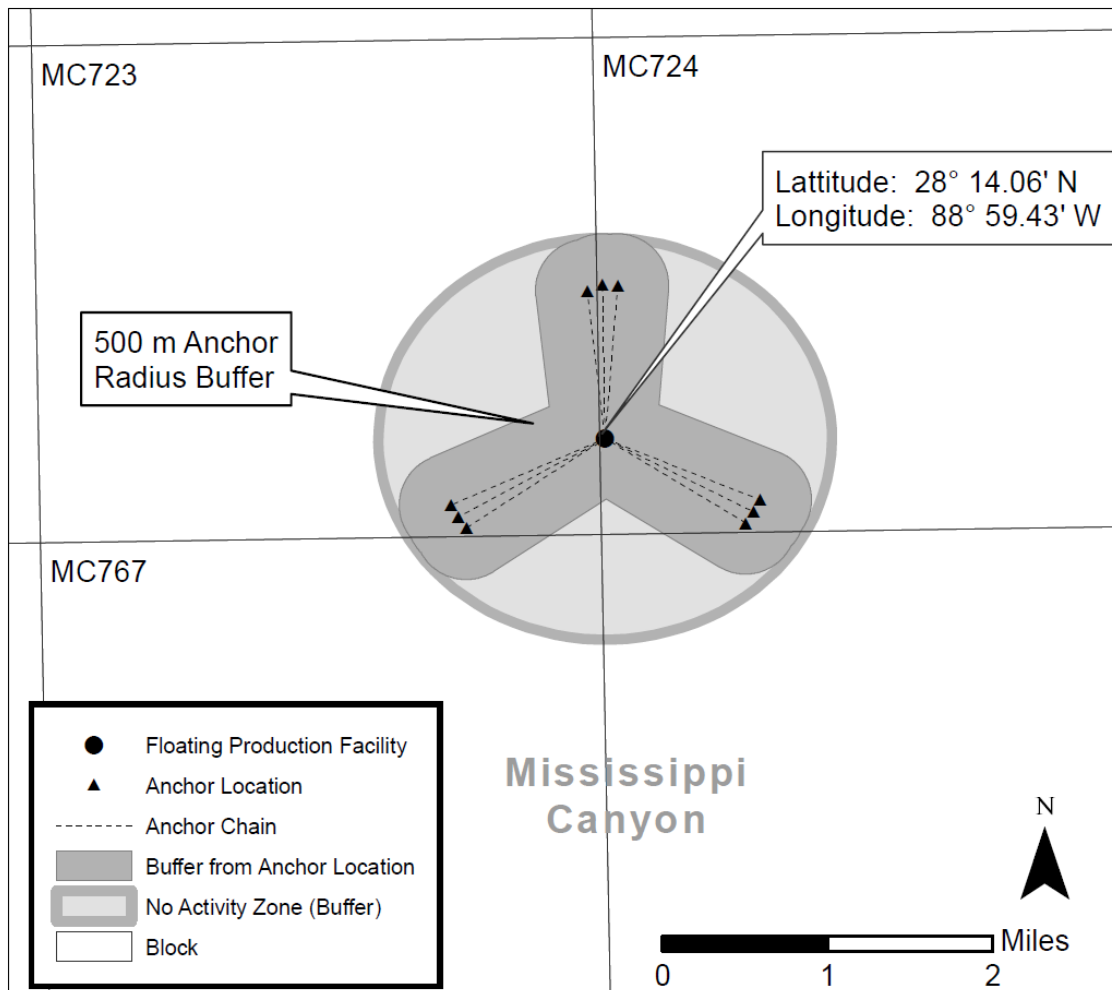 MC723
MC724
Lattitude:  28° 14.06' N
Longitude:  88° 59.43' W
500 m Anchor
Radius Buffer
MC767
Floating Production Facility
Anchor Location
Anchor Chain
Buffer from Anchor Location
No Activity Zone (Buffer)
Block
Mississippi
Canyon
N
Miles
0 1 2